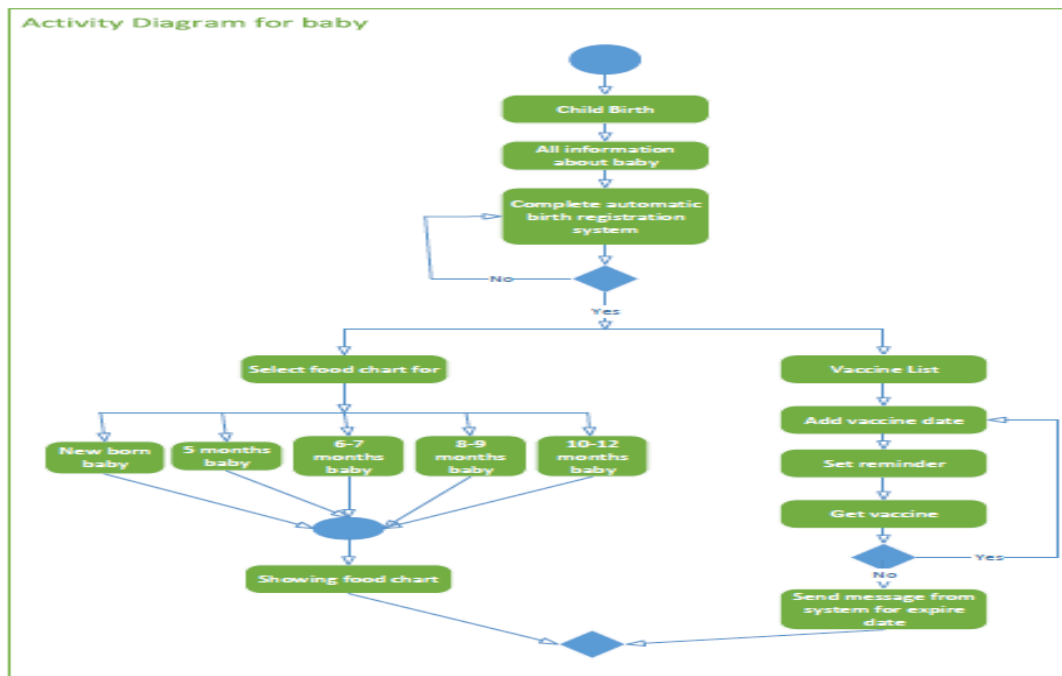 Activity Diagram for baby
Child Birth
All information
about baby
Complete automatic
birth registration
system
No
Yes
Select food chart for
Vaccine List
New born
baby
5 months
baby
6-7
months
baby
8-9
months
baby
10-12
months baby
Add vaccine date
Set reminder
Get vaccine
Yes
No
Showing food chart
Send message from
system for expire
date